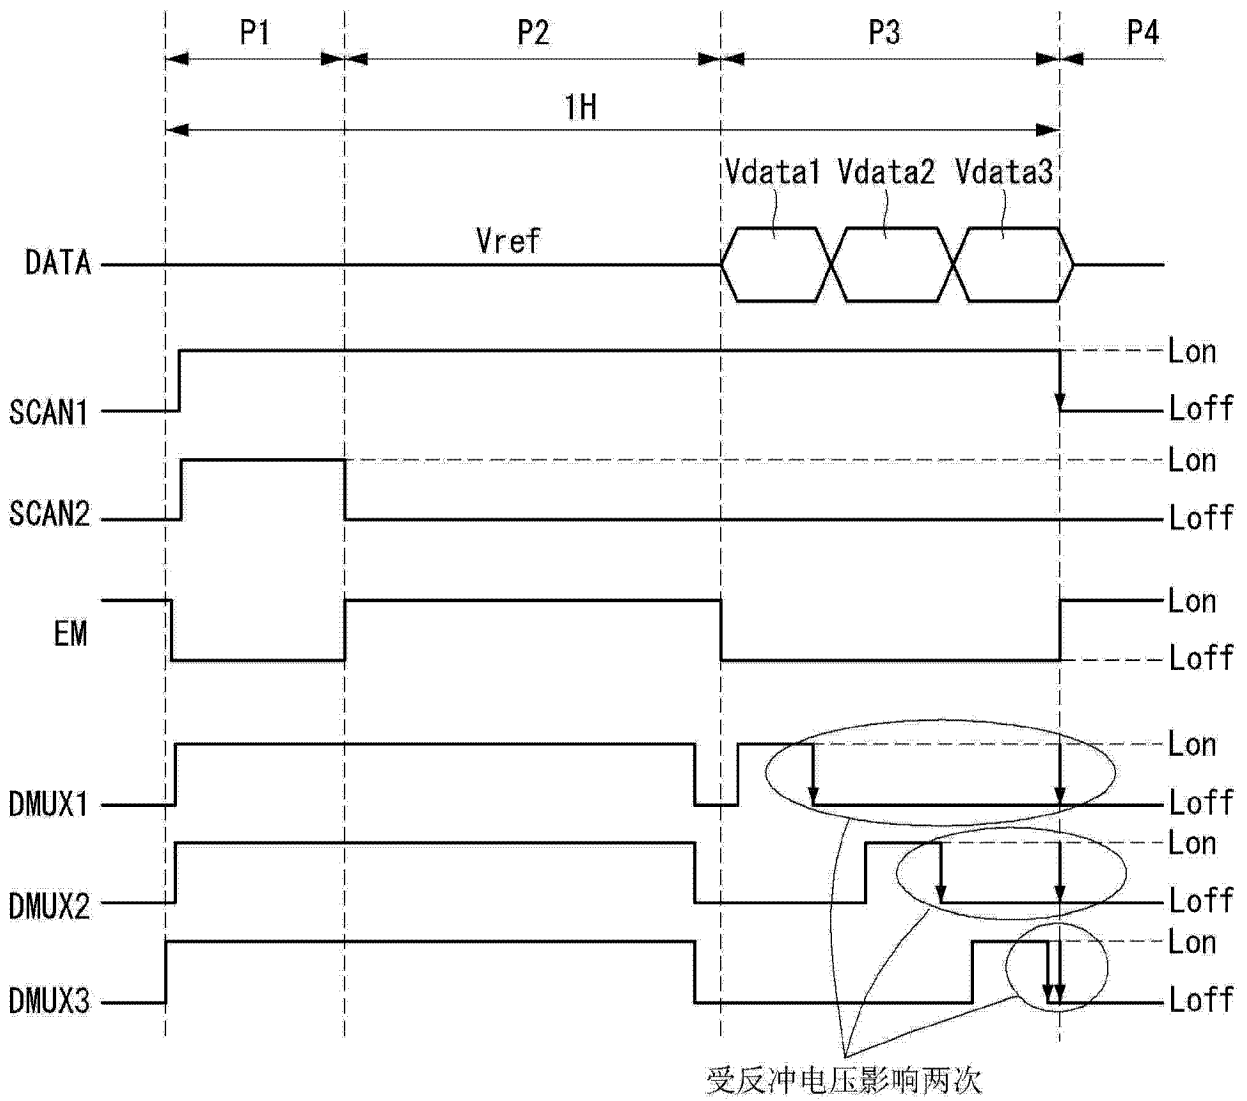 P1 P2 P3 P4
1H
Vdata1 Vdata2 Vdata3
DATA Vref
Lon
SCAN1 Loff
Lon
SCAN2 Loff
Lon
EM
Loff
Lon
DMUX1 Loff
Lon
DMUX2 Loff
Lon
DMUX3 Loff
受反冲电压影响两次